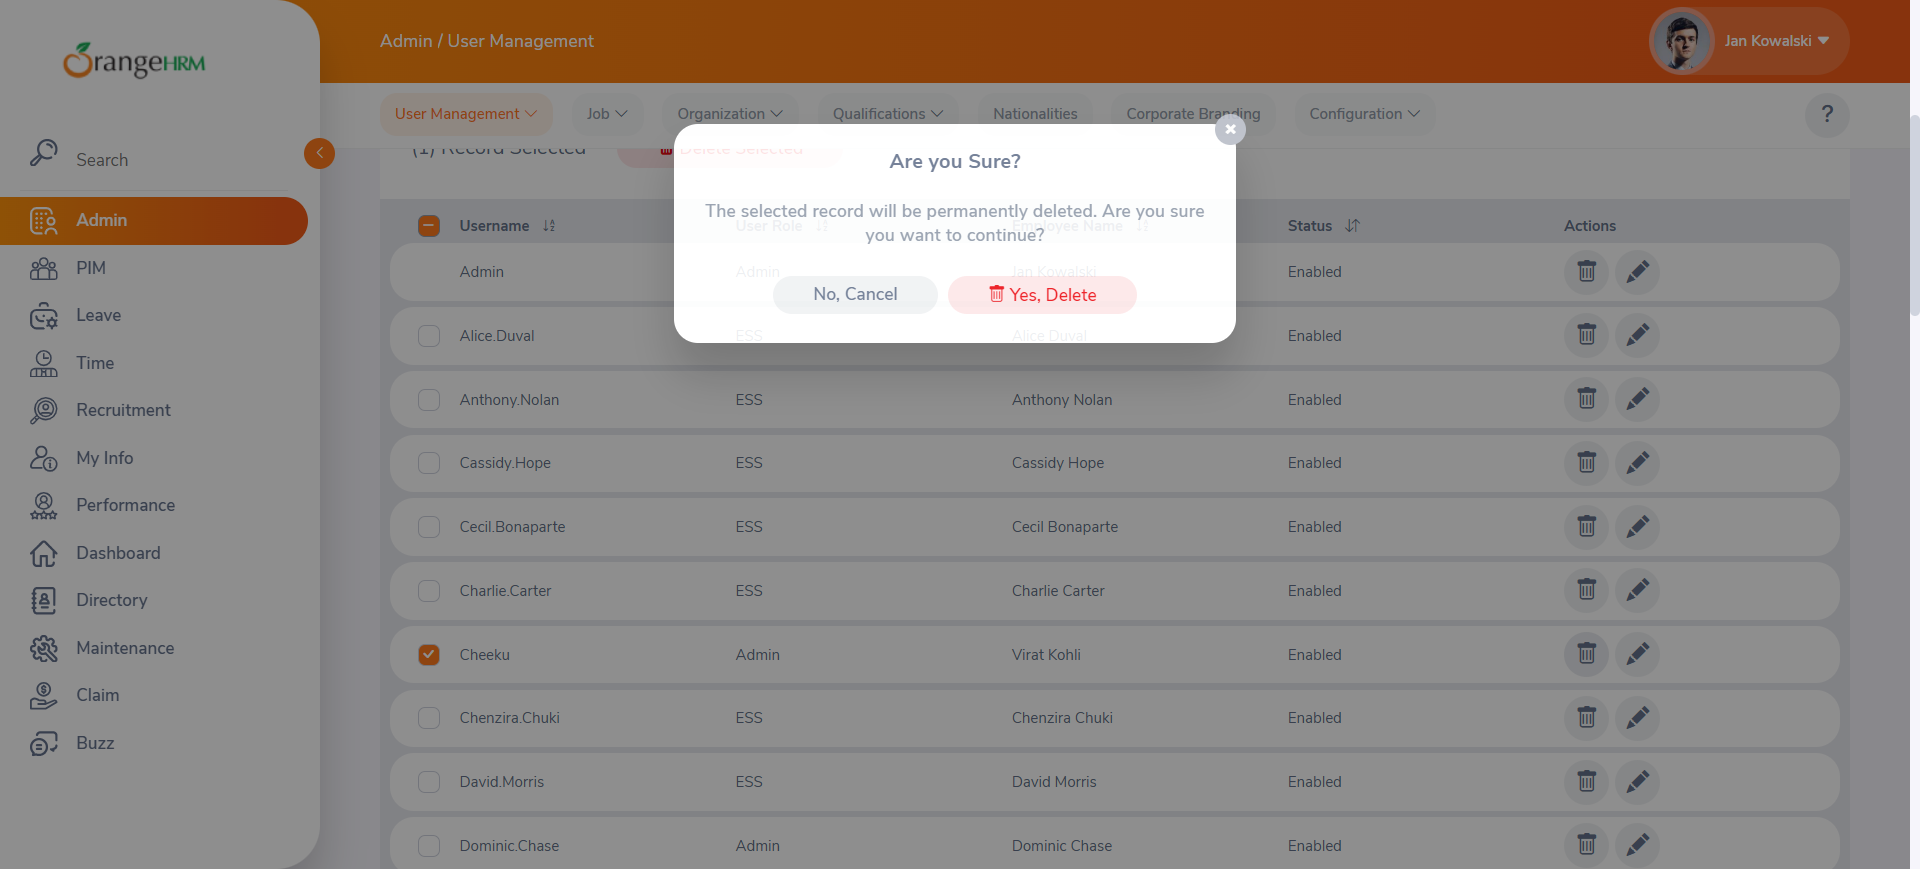 OrangeHRM
Admin / User Management
Jan Kowalski
Search
Admin
PIM
Leave
Time
Recruitment
My Info
Performance
Dashboard
Directory
Maintenance
Claim
Buzz
User Management
Job
Organization
Qualifications
Nationalities
Corporate Branding
Configuration
?
(1) Record Selected
Delete Selected
Are you Sure?
The selected record will be permanently deleted. Are you sure
you want to continue?
No, Cancel
Yes, Delete
Username User Role Employee Name Status Actions
Admin Admin Jan Kowalski Enabled
Alice.Duval ESS Alice Duval Enabled
Anthony.Nolan ESS Anthony Nolan Enabled
Cassidy.Hope ESS Cassidy Hope Enabled
Cecil.Bonaparte ESS Cecil Bonaparte Enabled
Charlie.Carter ESS Charlie Carter Enabled
Cheeku Admin Virat Kohli Enabled
Chenzira.Chuki ESS Chenzira Chuki Enabled
David.Morris ESS David Morris Enabled
Dominic.Chase Admin Dominic Chase Enabled